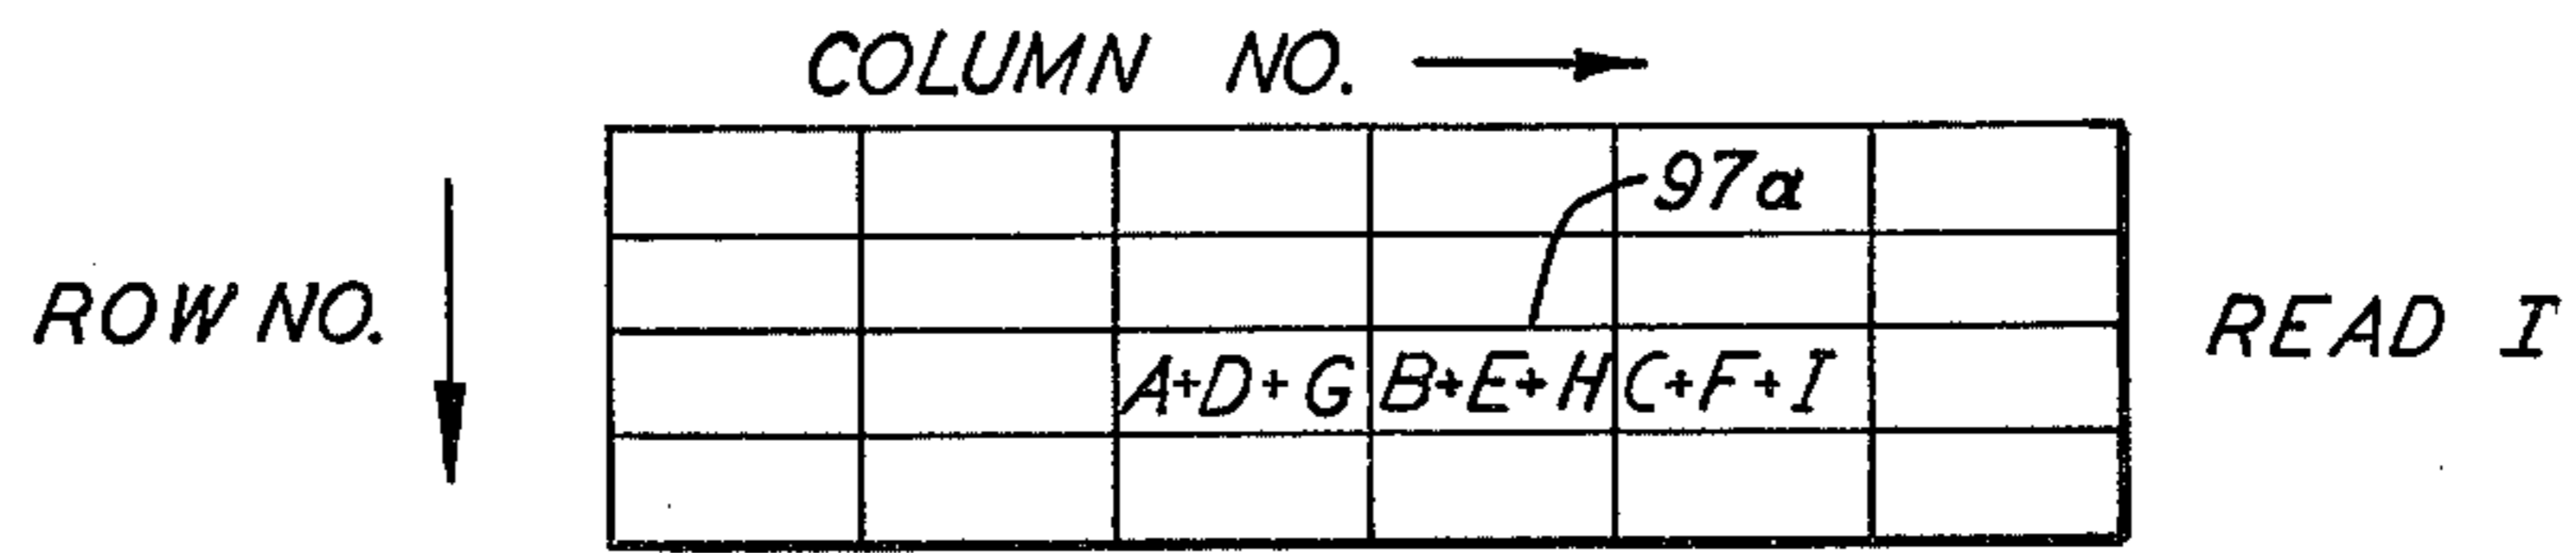 COLUMN NO.
97a
ROW NO.
READ I
A+D+G B+E+H C+F+I